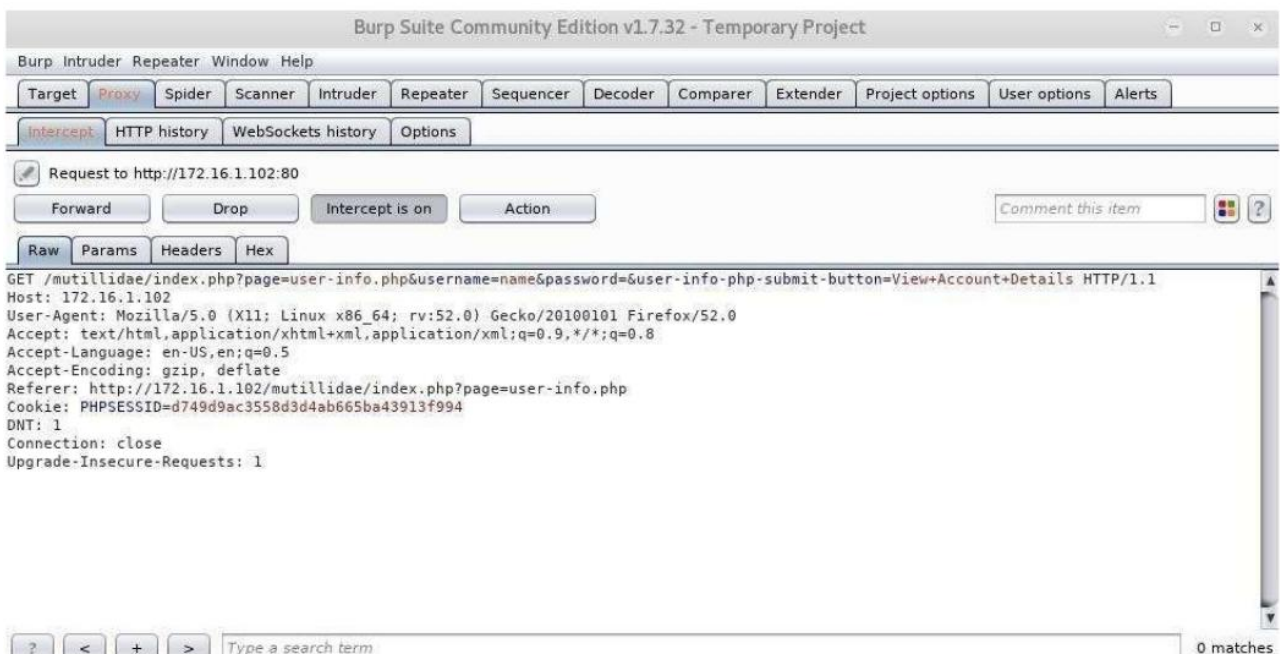 Burp Suite Community Edition v1.7.32 - Temporary Project
Burp Intruder Repeater Window Help
Target Proxy Spider Scanner Intruder Repeater Sequencer Decoder Comparer Extender Project options User options Alerts
Intercept HTTP history WebSockets history Options
Request to http://172.16.1.102:80
Forward Drop Intercept is on Action Comment this item ?
Raw Params Headers Hex
GET /mutillidae/index.php?page=user-info.php&username=name&password=&user-info-php-submit-button=View+Account+Details HTTP/1.1
Host: 172.16.1.102
User-Agent: Mozilla/5.0 (X11; Linux x86_64; rv:52.0) Gecko/20100101 Firefox/52.0
Accept: text/html,application/xhtml+xml,application/xml;q=0.9,*/*;q=0.8
Accept-Language: en-US,en;q=0.5
Accept-Encoding: gzip, deflate
Referer: http://172.16.1.102/mutillidae/index.php?page=user-info.php
Cookie: PHPSESSID=d749d9ac3558d3d4ab665ba43913f994
DNT: 1
Connection: close
Upgrade-Insecure-Requests: 1
? < + > Type a search term 0 matches